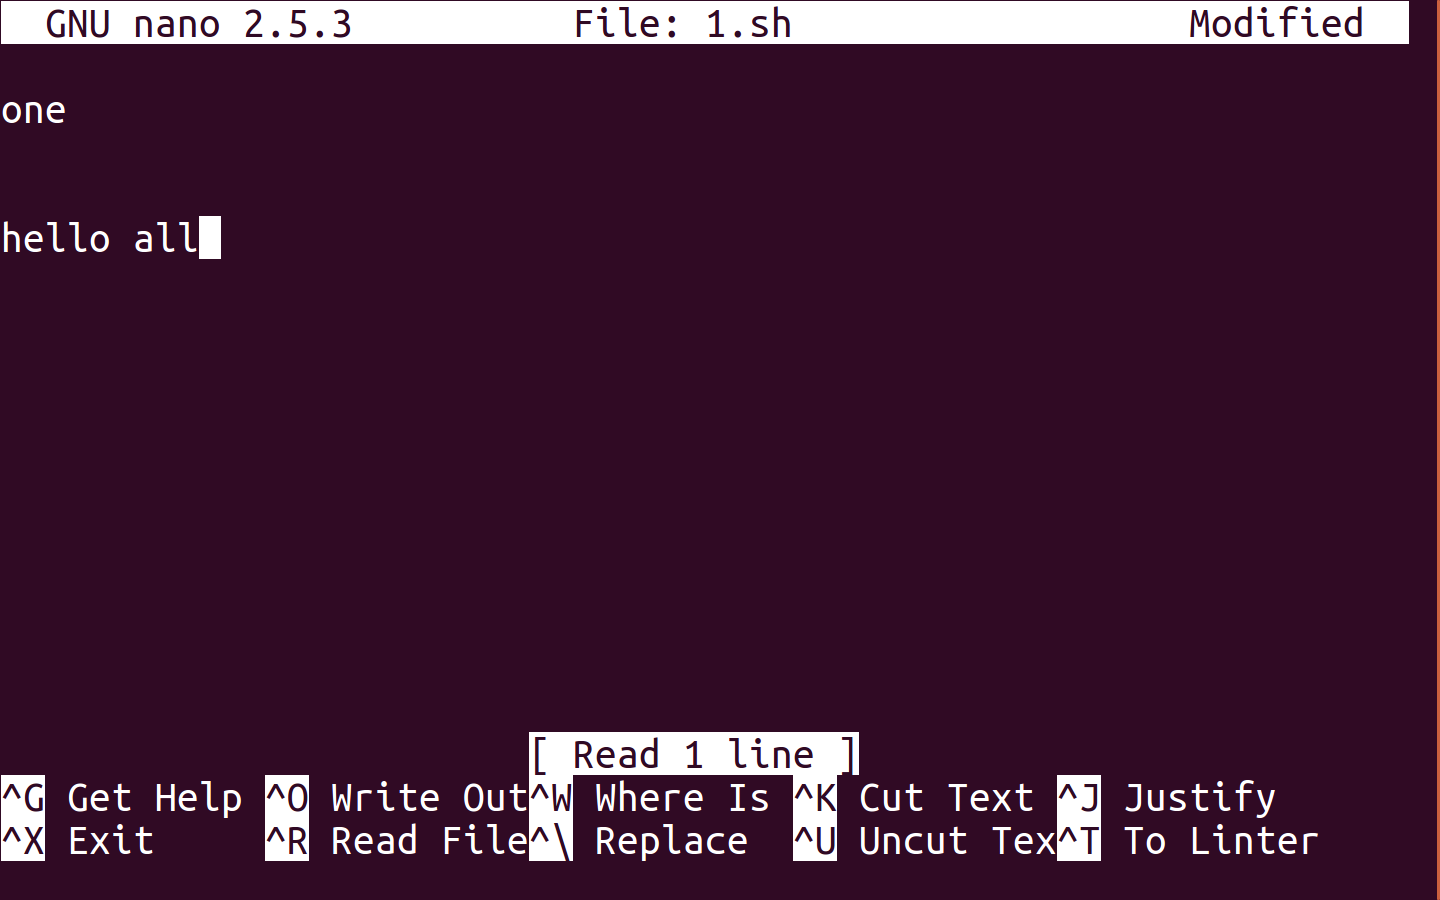 GNU nano 2.5.3 File: 1.sh Modified
one
hello all
[ Read 1 line ]
^G Get Help ^O Write Out^W Where Is ^K Cut Text ^J Justify
^X Exit ^R Read File^\ Replace ^U Uncut Tex^T To Linter